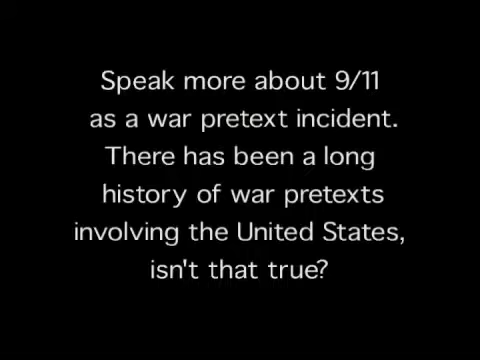 Speak more about 9/11
as a war pretext incident.
There has been a long
history of war pretexts
involving the United States,
isn't that true?